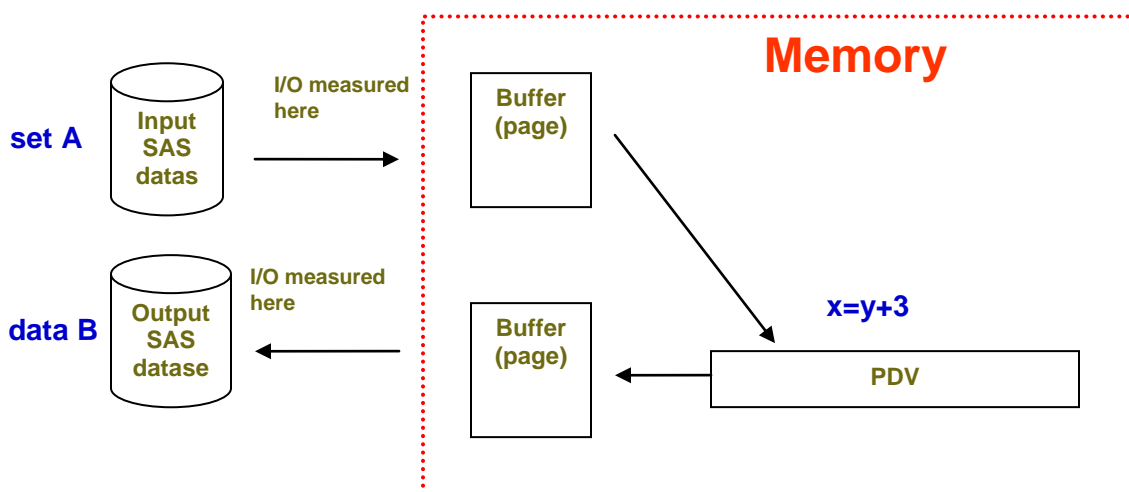 Memory
set A
Input
SAS
datas
I/O measured
here
Buffer
(page)
data B
Output
SAS
datase
I/O measured
here
Buffer
(page)
x=y+3
PDV